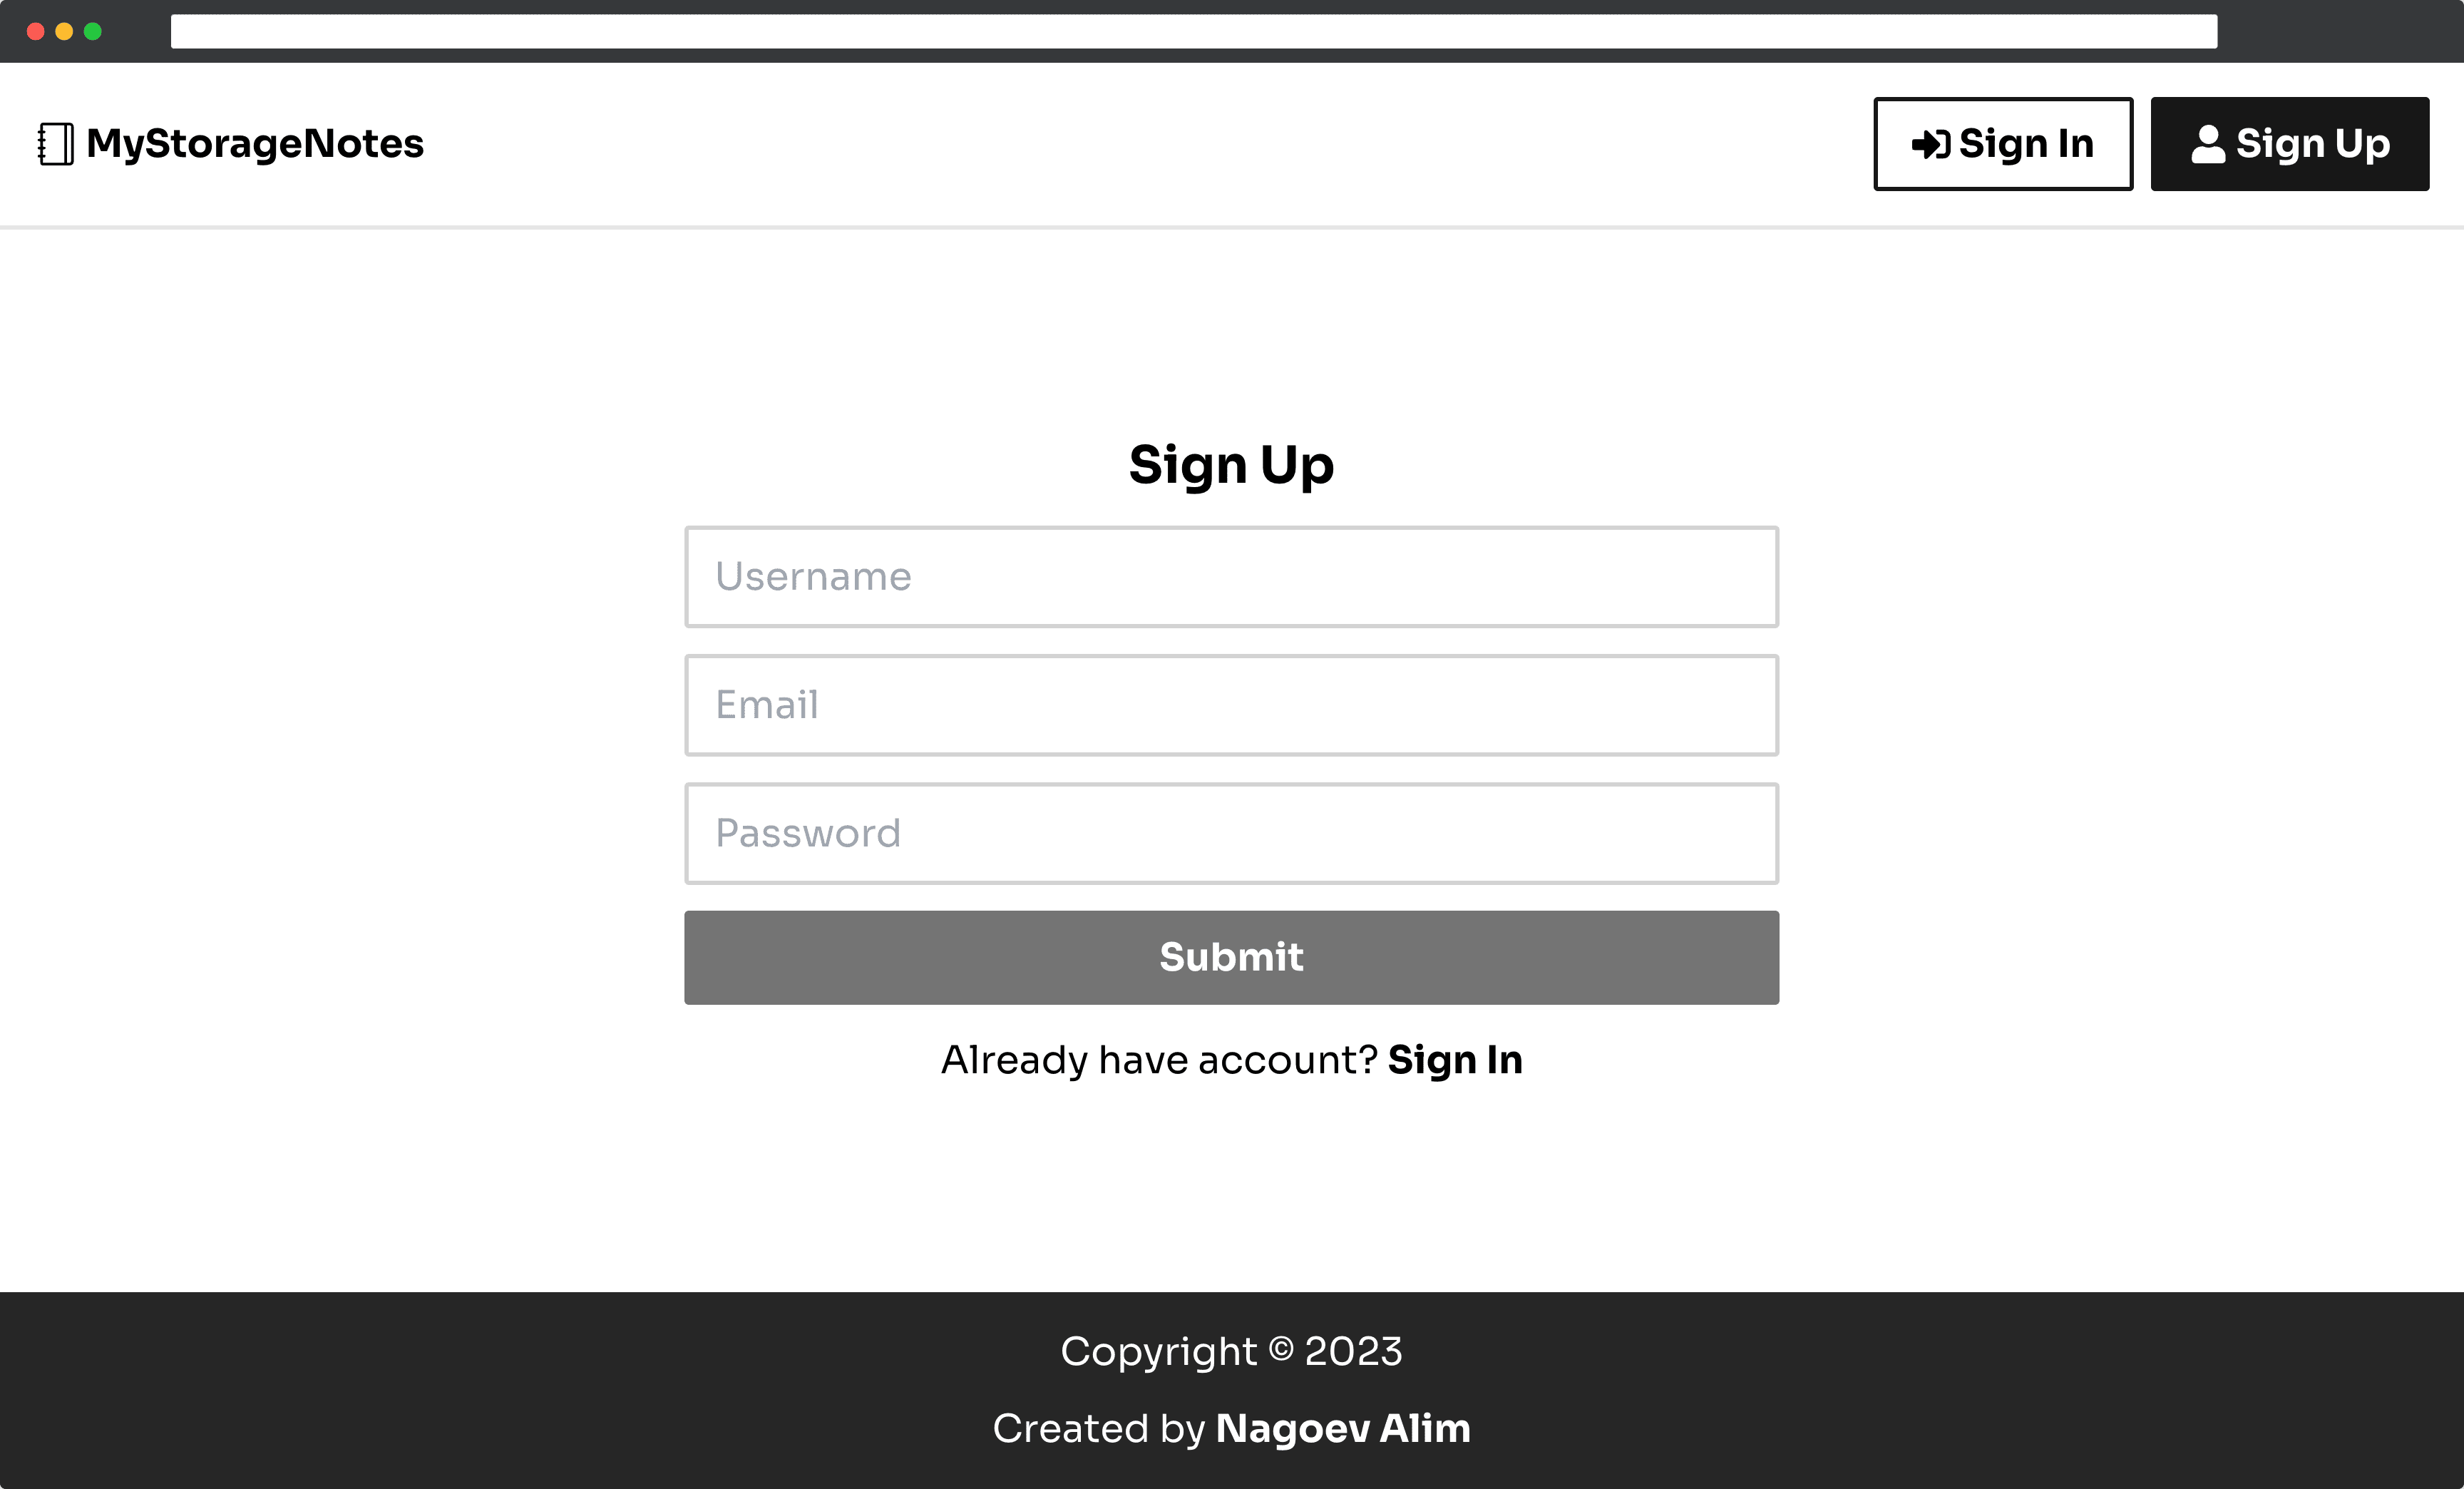 MyStorageNotes
Sign In
Sign Up
Sign Up
Username
Email
Password
Submit
Already have account? Sign In
Copyright © 2023
Created by Nagoev Alim